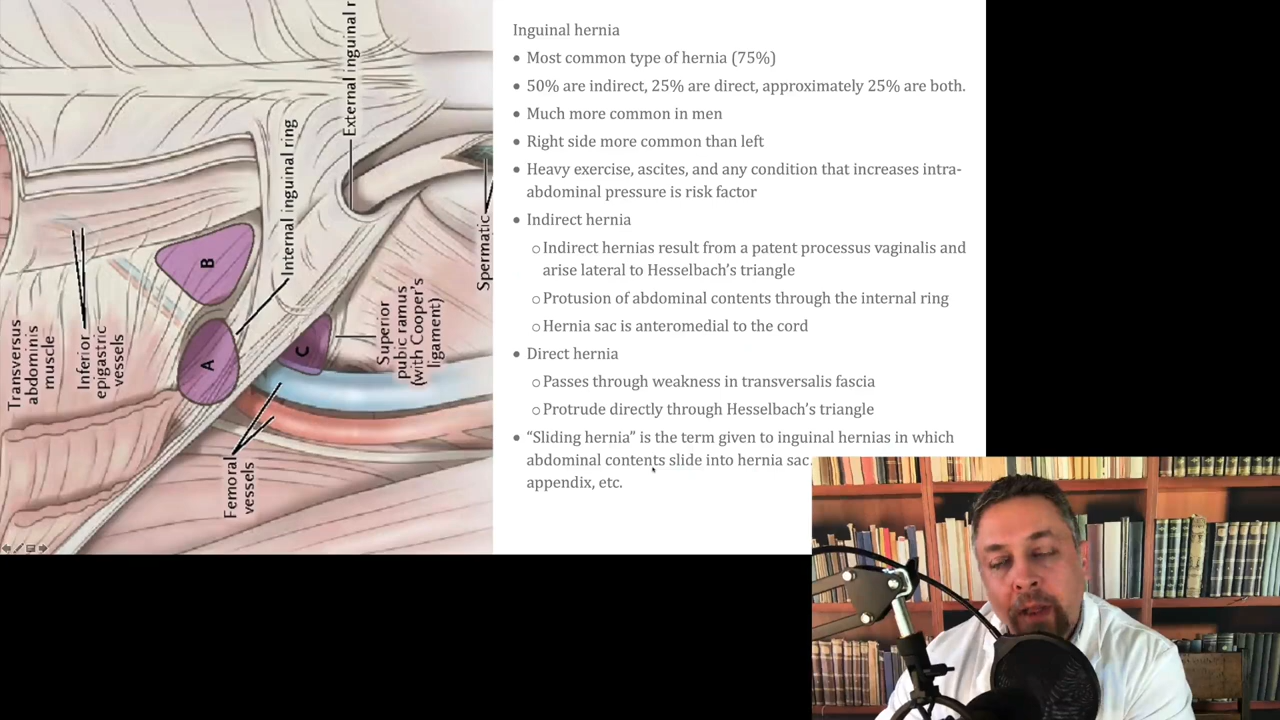 Inguinal hernia
• Most common type of hernia (75%)
• 50% are indirect, 25% are direct, approximately 25% are both.
• Much more common in men
• Right side more common than left
• Heavy exercise, ascites, and any condition that increases intra-
abdominal pressure is risk factor
• Indirect hernia
o Indirect hernias result from a patent processus vaginalis and
arise lateral to Hesselbach's triangle
o Protusion of abdominal contents through the internal ring
o Hernia sac is anteromedial to the cord
• Direct hernia
o Passes through weakness in transversalis fascia
o Protrude directly through Hesselbach's triangle
• “Sliding hernia” is the term given to inguinal hernias in which
abdominal contents slide into hernia sac
appendix, etc.
Transversus
abdominis
muscle
Inferior
epigastric
vessels
Femoral
vessels
A
B
C
Internal inguinal ring
External inguinal
Superior
pubic ramus
(with Cooper's
ligament)
Spermatic